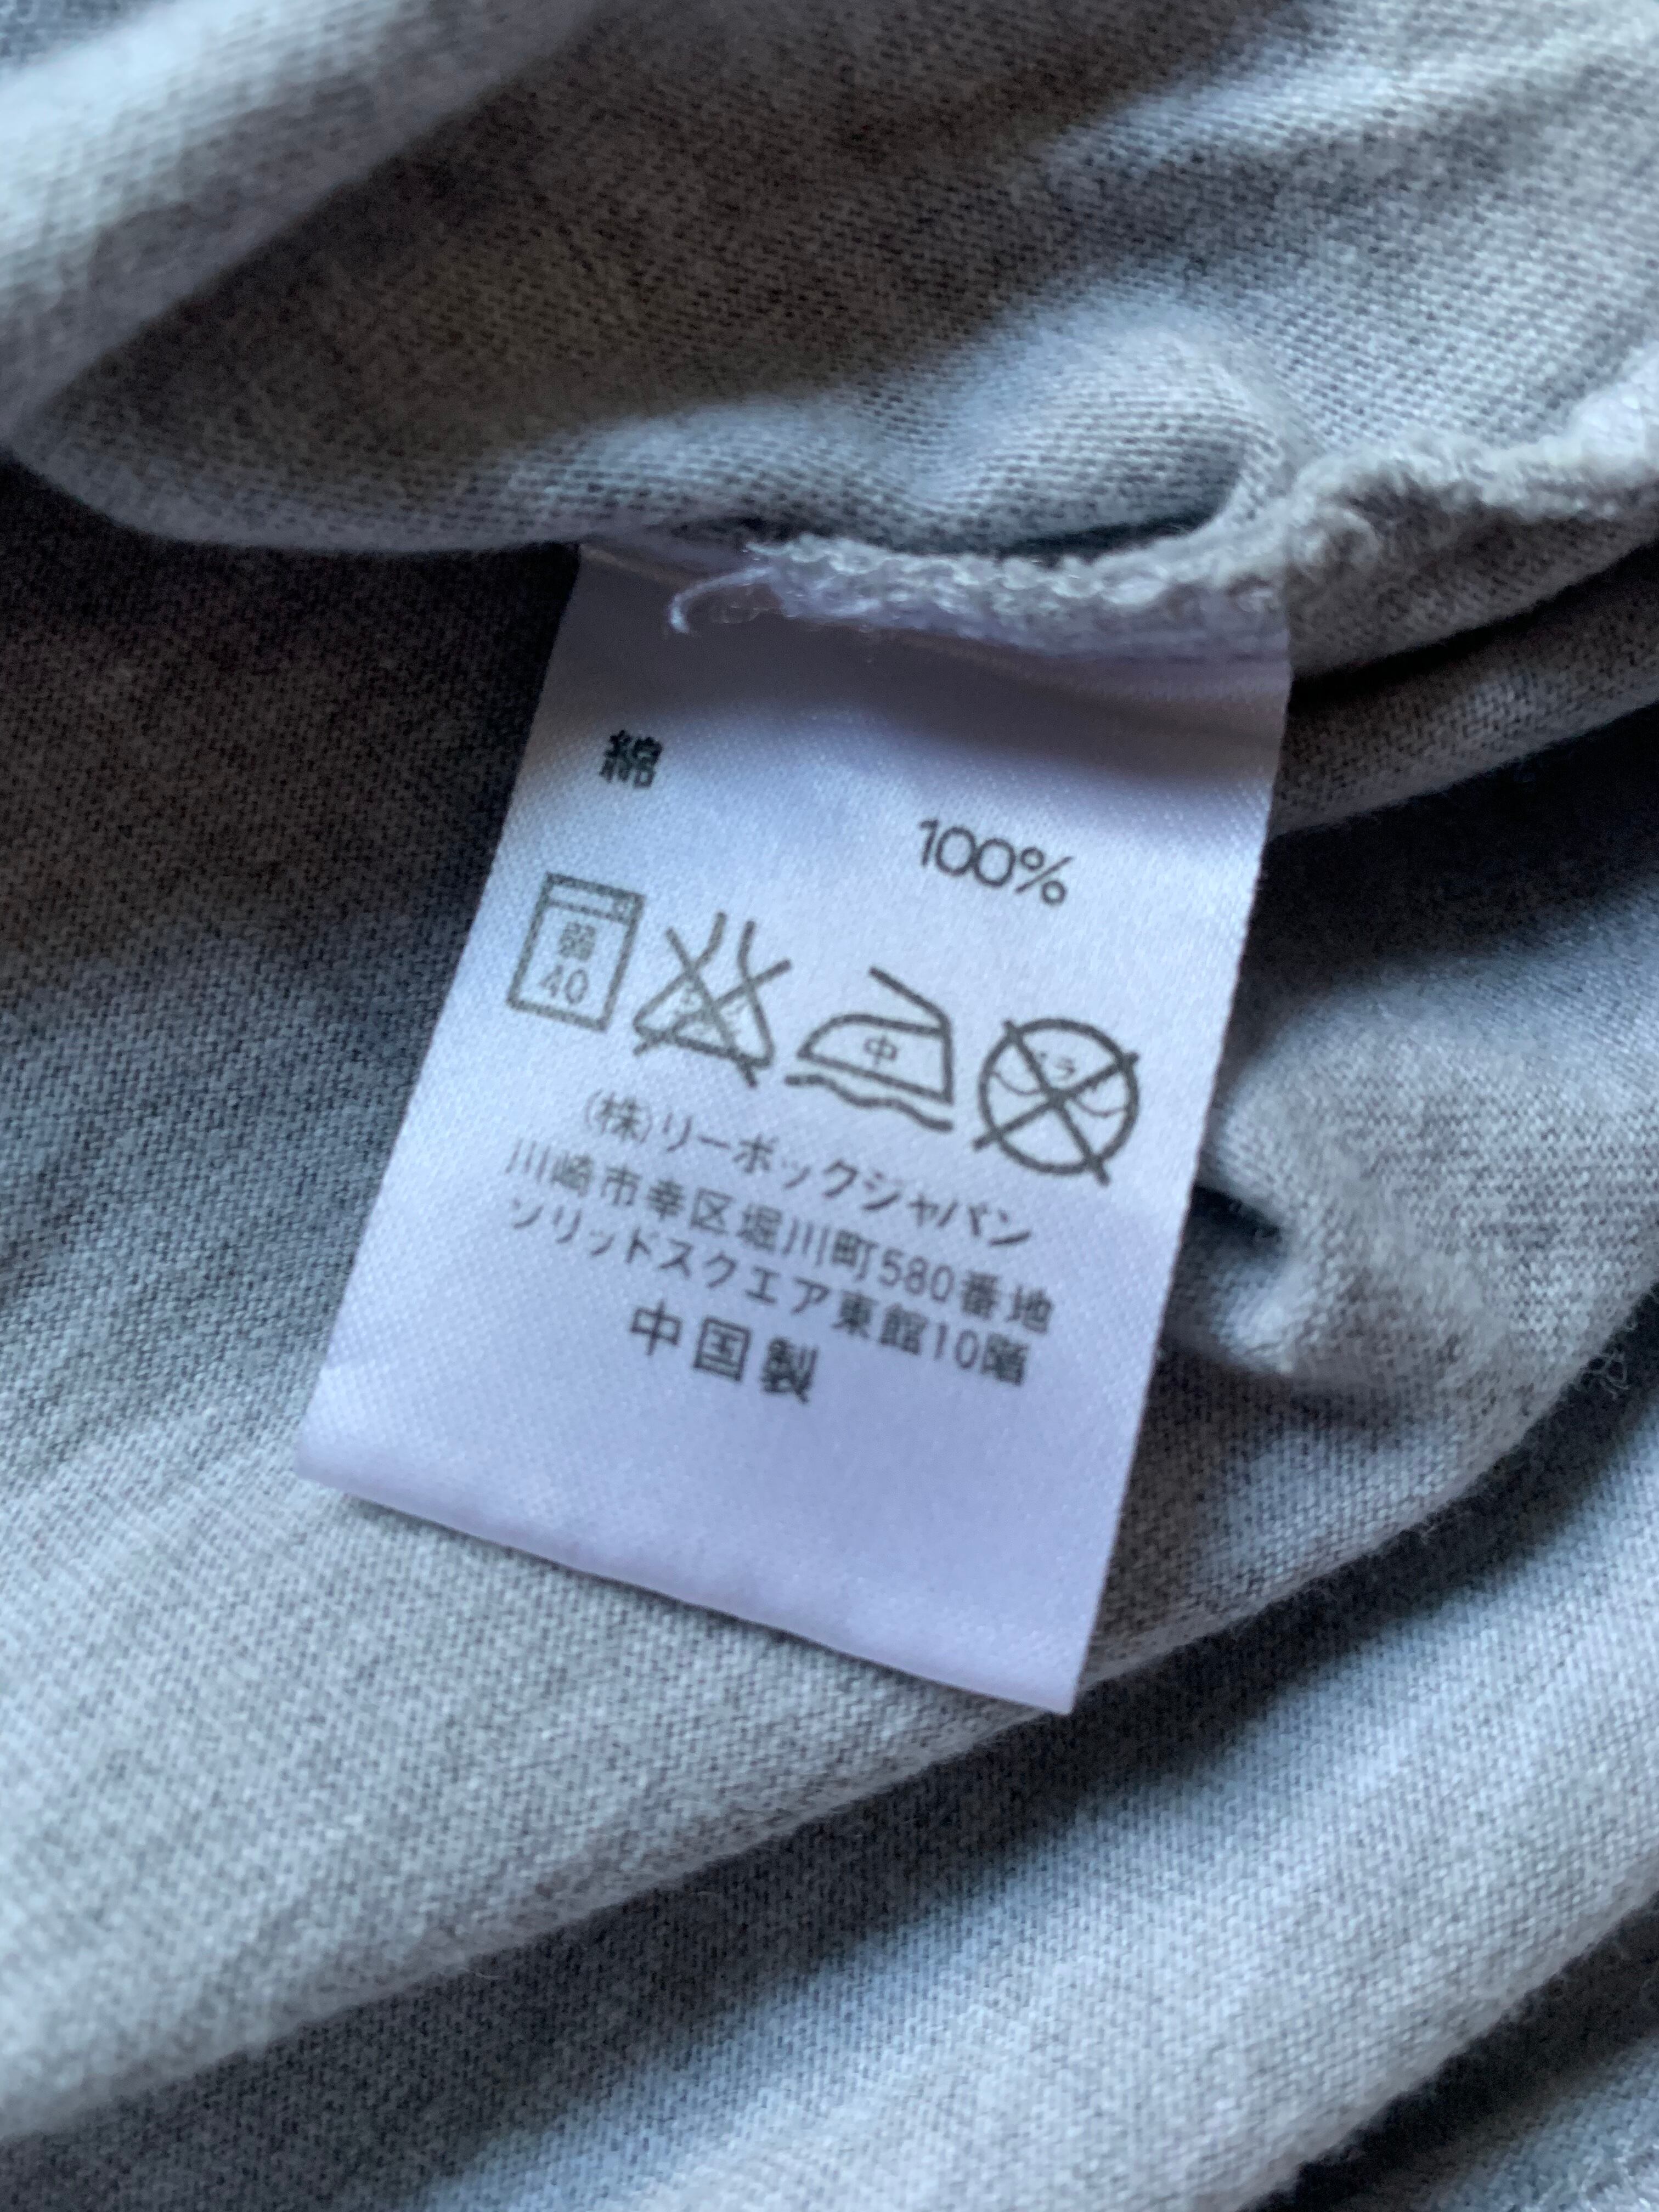 綿
100%
弱
40
中
(株)リーボックジャパン
川崎市幸区堀川町580番地
ソリッドスクエア東館10階
中国製